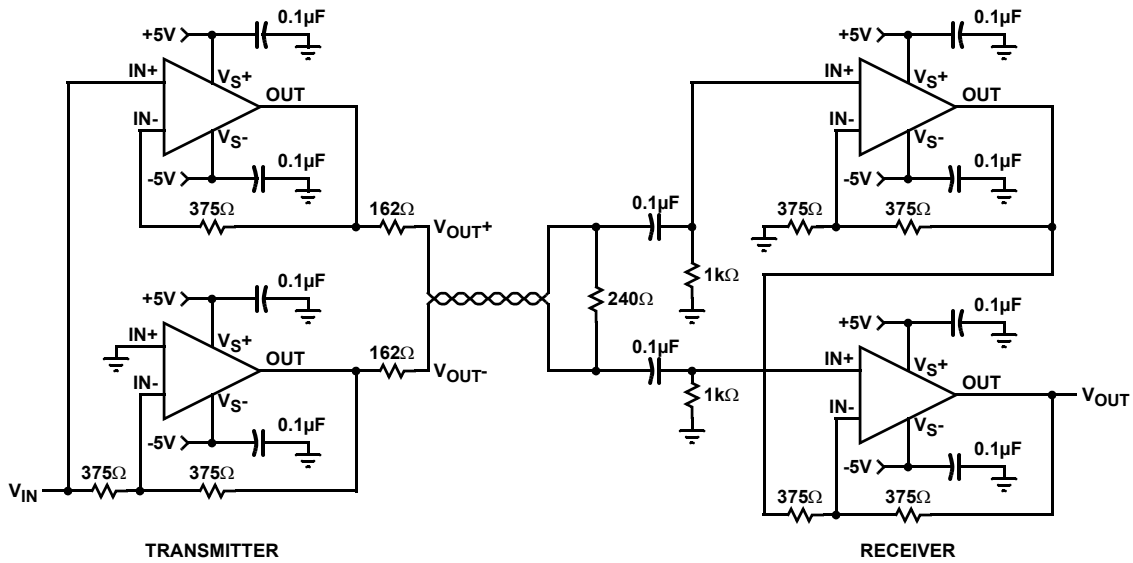 0.1µF
+5V
IN+
VS+
OUT
IN-
VS-
-5V
0.1µF
375Ω
162Ω
VOUT+
0.1µF
+5V
IN+
VS+
OUT
IN-
VS-
162Ω
VOUT-
-5V
0.1µF
375Ω
375Ω
VIN
TRANSMITTER
0.1µF
1kΩ
240Ω
0.1µF
1kΩ
0.1µF
+5V
IN+
VS+
OUT
IN-
VS-
-5V
0.1µF
375Ω
375Ω
0.1µF
+5V
IN+
VS+
OUT
VOUT
IN-
VS-
-5V
0.1µF
375Ω
375Ω
RECEIVER